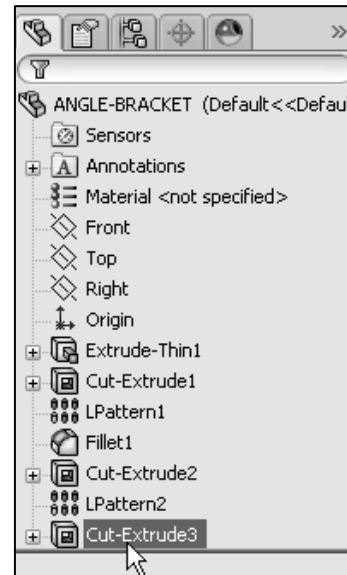 »
ANGLE-BRACKET (Default<<Defau
Sensors
A Annotations
Material <not specified>
Front
Top
Right
Origin
Extrude-Thin1
Cut-Extrude1
LPattern1
Fillet1
Cut-Extrude2
LPattern2
Cut-Extrude3